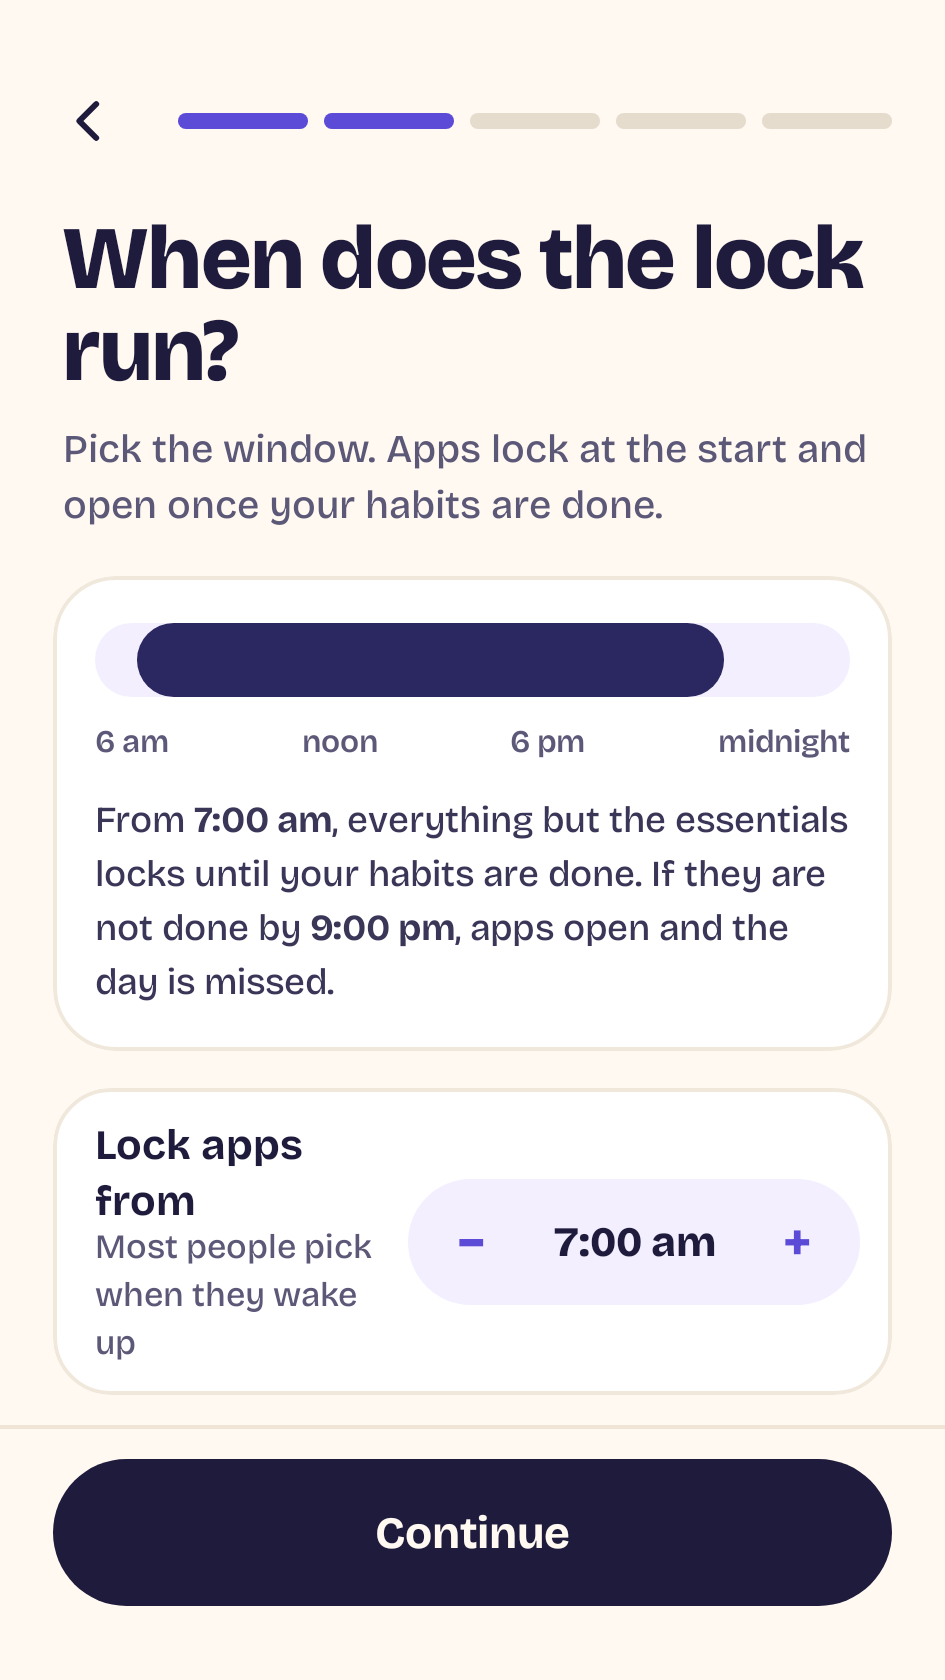 When does the lock
run?
Pick the window. Apps lock at the start and
open once your habits are done.
6 am noon 6 pm midnight
From 7:00 am, everything but the essentials
locks until your habits are done. If they are
not done by 9:00 pm, apps open and the
day is missed.
Lock apps
from
Most people pick
when they wake
up
− 7:00 am +
Continue